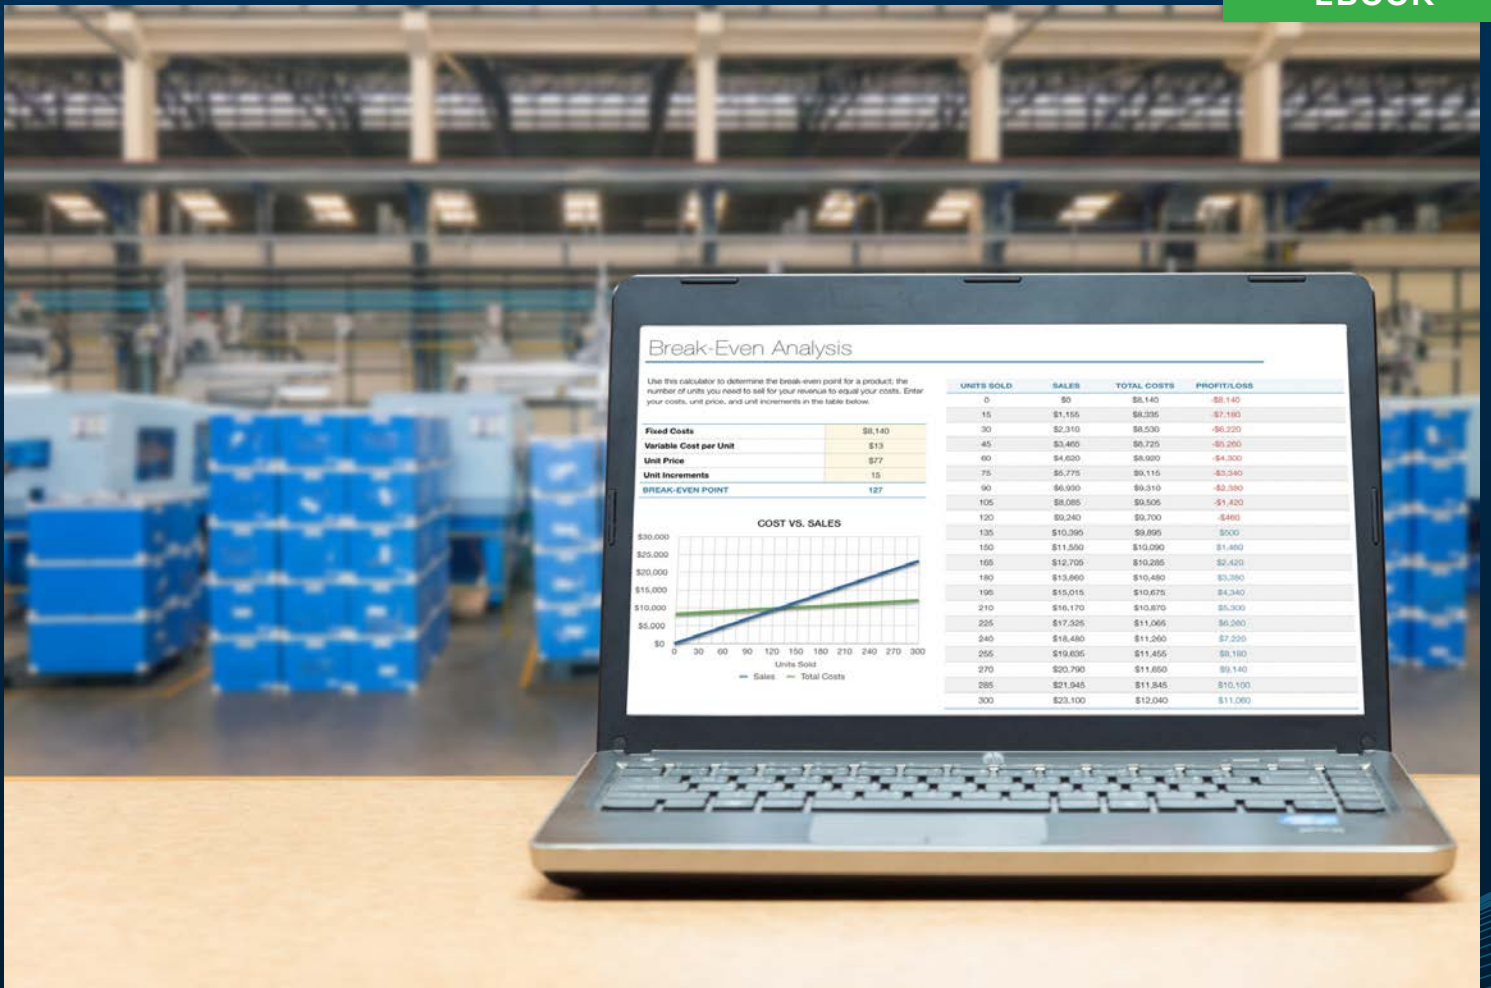 EBOOK
Break-Even Analysis
Use this calculator to determine the break-even point for a product; the
number of units you need to sell for your revenue to equal your costs. Enter
your costs, unit price, and unit increments in the table below.
Fixed Costs $8,140
Variable Cost per Unit $13
Unit Price $77
Unit Increments 15
BREAK-EVEN POINT 127
COST VS. SALES
$30,000
$25,000
$20,000
$15,000
$10,000
$5,000
$0
0 30 60 90 120 150 180 210 240 270 300
Units Sold
Sales Total Costs
UNITS SOLD SALES TOTAL COSTS PROFIT/LOSS
0 $0 $8,140 -$8,140
15 $1,155 $8,335 -$7,180
30 $2,310 $8,530 -$6,220
45 $3,465 $8,725 -$5,260
60 $4,620 $8,920 -$4,300
75 $5,775 $9,115 -$3,340
90 $6,930 $9,310 -$2,380
105 $8,085 $9,505 -$1,420
120 $9,240 $9,700 -$460
135 $10,395 $9,895 $500
150 $11,550 $10,090 $1,460
165 $12,705 $10,285 $2,420
180 $13,860 $10,480 $3,380
195 $15,015 $10,675 $4,340
210 $16,170 $10,870 $5,300
225 $17,325 $11,065 $6,260
240 $18,480 $11,260 $7,220
255 $19,635 $11,455 $8,180
270 $20,790 $11,650 $9,140
285 $21,945 $11,845 $10,100
300 $23,100 $12,040 $11,060
hp